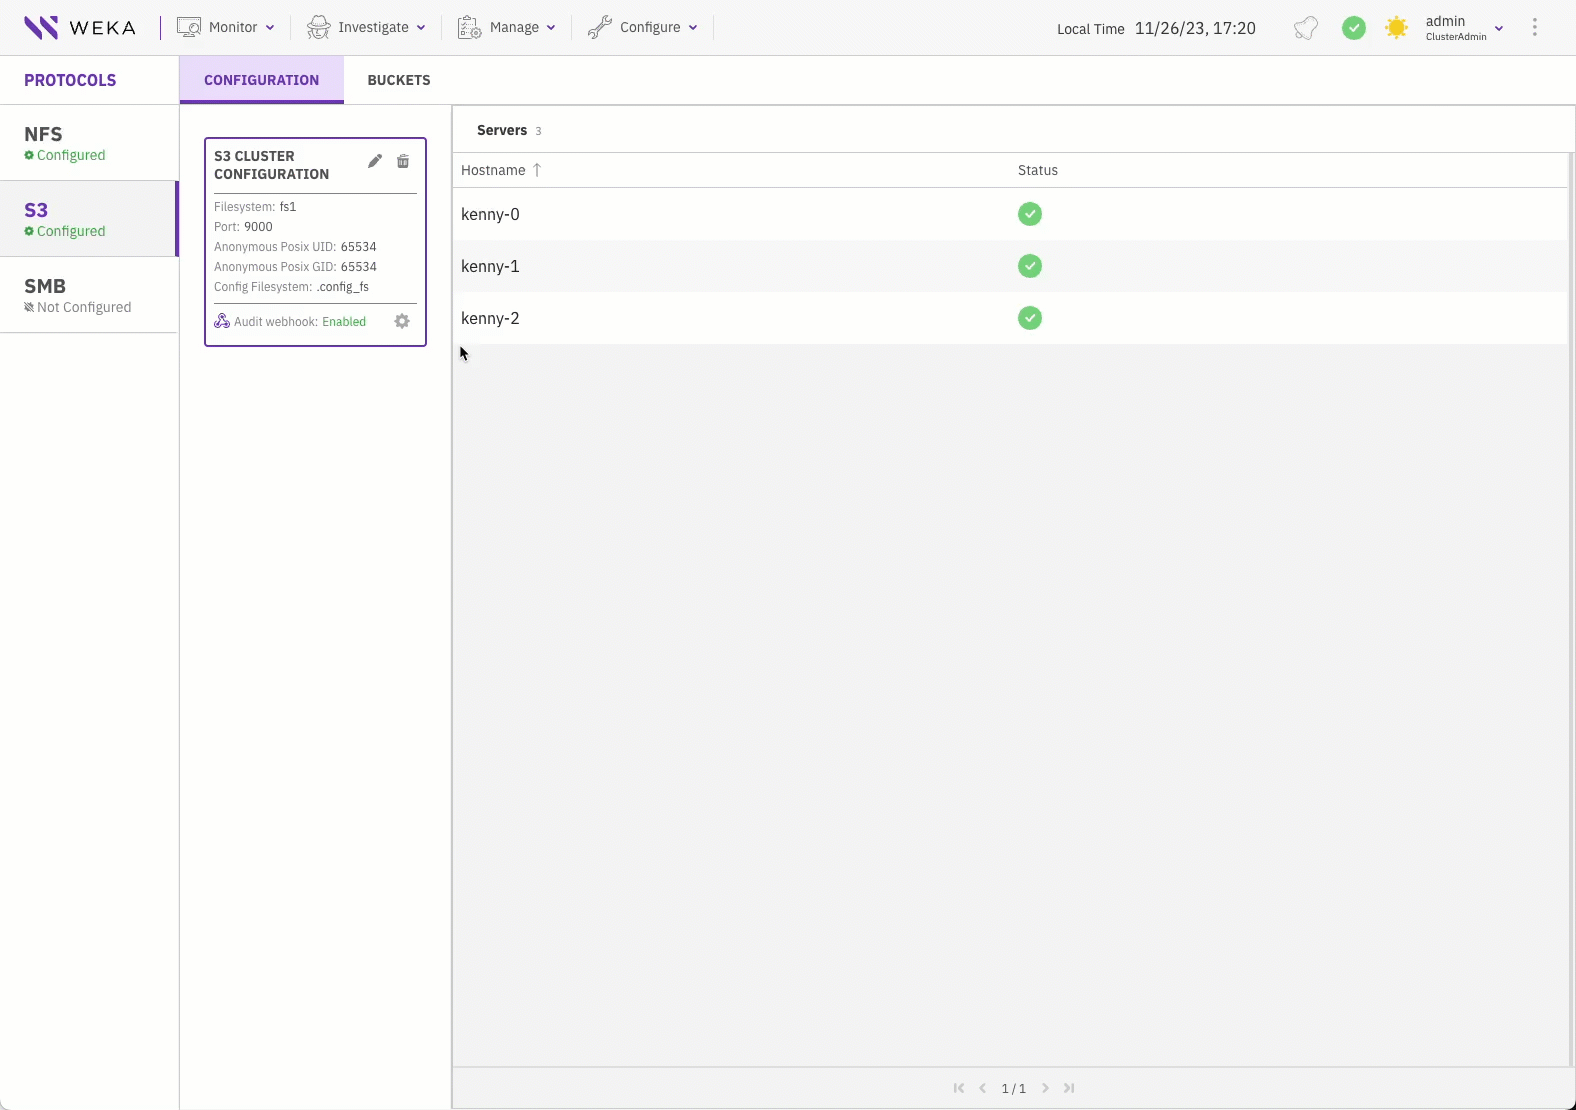 WEKA
Monitor
Investigate
Manage
Configure
Local Time 11/26/23, 17:20
admin
ClusterAdmin
PROTOCOLS
CONFIGURATION
BUCKETS
NFS
Configured
S3
Configured
SMB
Not Configured
S3 CLUSTER
CONFIGURATION
Filesystem: fs1
Port: 9000
Anonymous Posix UID: 65534
Anonymous Posix GID: 65534
Config Filesystem: .config_fs
Audit webhook: Enabled
Servers 3
Hostname Status
kenny-0
kenny-1
kenny-2
1 / 1